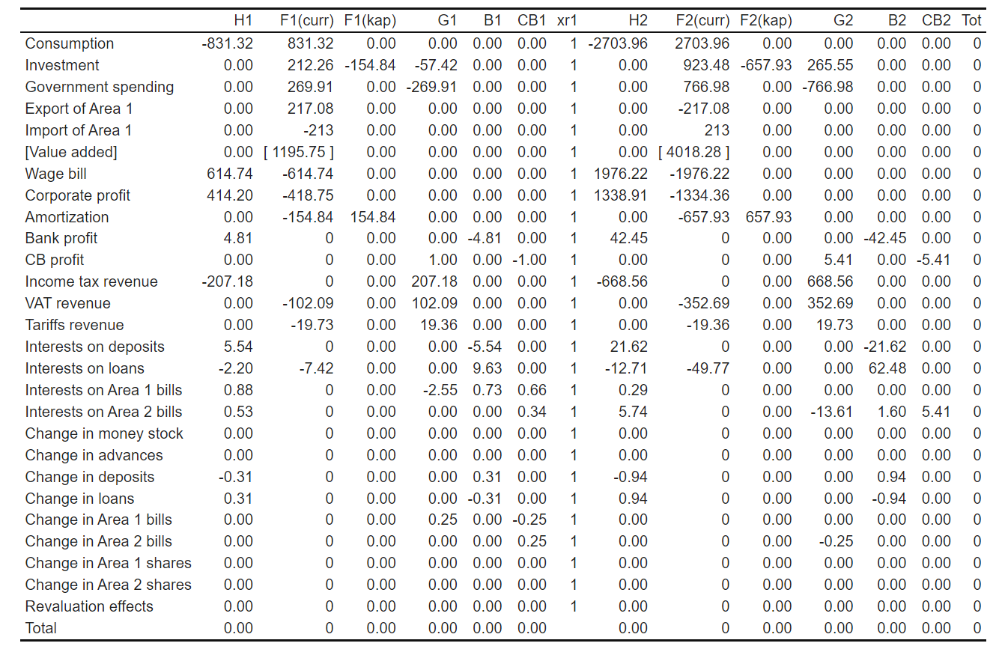 H1 F1(curr) F1(kap) G1 B1 CB1 xr1 H2 F2(curr) F2(kap) G2 B2 CB2 Tot
Consumption -831.32 831.32 0.00 0.00 0.00 0.00 1 -2703.96 2703.96 0.00 0.00 0.00 0.00 0
Investment 0.00 212.26 -154.84 -57.42 0.00 0.00 1 0.00 923.48 -657.93 265.55 0.00 0.00 0
Government spending 0.00 269.91 0.00 -269.91 0.00 0.00 1 0.00 766.98 0.00 -766.98 0.00 0.00 0
Export of Area 1 0.00 217.08 0.00 0.00 0.00 0.00 1 0.00 -217.08 0.00 0.00 0.00 0.00 0
Import of Area 1 0.00 -213 0.00 0.00 0.00 0.00 1 0.00 213 0.00 0.00 0.00 0.00 0
[Value added] 0.00 [ 1195.75 ] 0.00 0.00 0.00 0.00 1 0.00 [ 4018.28 ] 0.00 0.00 0.00 0.00 0
Wage bill 614.74 -614.74 0.00 0.00 0.00 0.00 1 1976.22 -1976.22 0.00 0.00 0.00 0.00 0
Corporate profit 414.20 -418.75 0.00 0.00 0.00 0.00 1 1338.91 -1334.36 0.00 0.00 0.00 0.00 0
Amortization 0.00 -154.84 154.84 0.00 0.00 0.00 1 0.00 -657.93 657.93 0.00 0.00 0.00 0
Bank profit 4.81 0 0.00 0.00 -4.81 0.00 1 42.45 0 0.00 0.00 -42.45 0.00 0
CB profit 0.00 0 0.00 1.00 0.00 -1.00 1 0.00 0 0.00 5.41 0.00 -5.41 0
Income tax revenue -207.18 0 0.00 207.18 0.00 0.00 1 -668.56 0 0.00 668.56 0.00 0.00 0
VAT revenue 0.00 -102.09 0.00 102.09 0.00 0.00 1 0.00 -352.69 0.00 352.69 0.00 0.00 0
Tariffs revenue 0.00 -19.73 0.00 19.36 0.00 0.00 1 0.00 -19.36 0.00 19.73 0.00 0.00 0
Interests on deposits 5.54 0 0.00 0.00 -5.54 0.00 1 21.62 0 0.00 0.00 -21.62 0.00 0
Interests on loans -2.20 -7.42 0.00 0.00 9.63 0.00 1 -12.71 -49.77 0.00 0.00 62.48 0.00 0
Interests on Area 1 bills 0.88 0 0.00 -2.55 0.73 0.66 1 0.29 0 0.00 0.00 0.00 0.00 0
Interests on Area 2 bills 0.53 0 0.00 0.00 0.00 0.34 1 5.74 0 0.00 -13.61 1.60 5.41 0
Change in money stock 0.00 0 0.00 0.00 0.00 0.00 1 0.00 0 0.00 0.00 0.00 0.00 0
Change in advances 0.00 0 0.00 0.00 0.00 0.00 1 0.00 0 0.00 0.00 0.00 0.00 0
Change in deposits -0.31 0 0.00 0.00 0.31 0.00 1 -0.94 0 0.00 0.00 0.94 0.00 0
Change in loans 0.31 0 0.00 0.00 -0.31 0.00 1 0.94 0 0.00 0.00 -0.94 0.00 0
Change in Area 1 bills 0.00 0 0.00 0.25 0.00 -0.25 1 0.00 0 0.00 0.00 0.00 0.00 0
Change in Area 2 bills 0.00 0 0.00 0.00 0.00 0.25 1 0.00 0 0.00 -0.25 0.00 0.00 0
Change in Area 1 shares 0.00 0 0.00 0.00 0.00 0.00 1 0.00 0 0.00 0.00 0.00 0.00 0
Change in Area 2 shares 0.00 0 0.00 0.00 0.00 0.00 1 0.00 0 0.00 0.00 0.00 0.00 0
Revaluation effects 0.00 0 0.00 0.00 0.00 0.00 1 0.00 0 0.00 0.00 0.00 0.00 0
Total 0.00 0 0.00 0.00 0.00 0.00 0.00 0 0.00 0.00 0.00 0.00 0